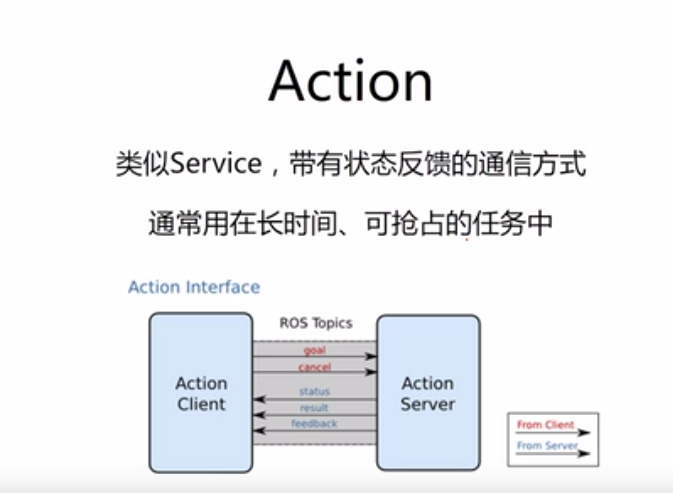 Action
类似Service，带有状态反馈的通信方式
通常用在长时间、可抢占的任务中
Action Interface
ROS Topics
Action
Client
goal
cancel
status
result
feedback
Action
Server
From Client
From Server